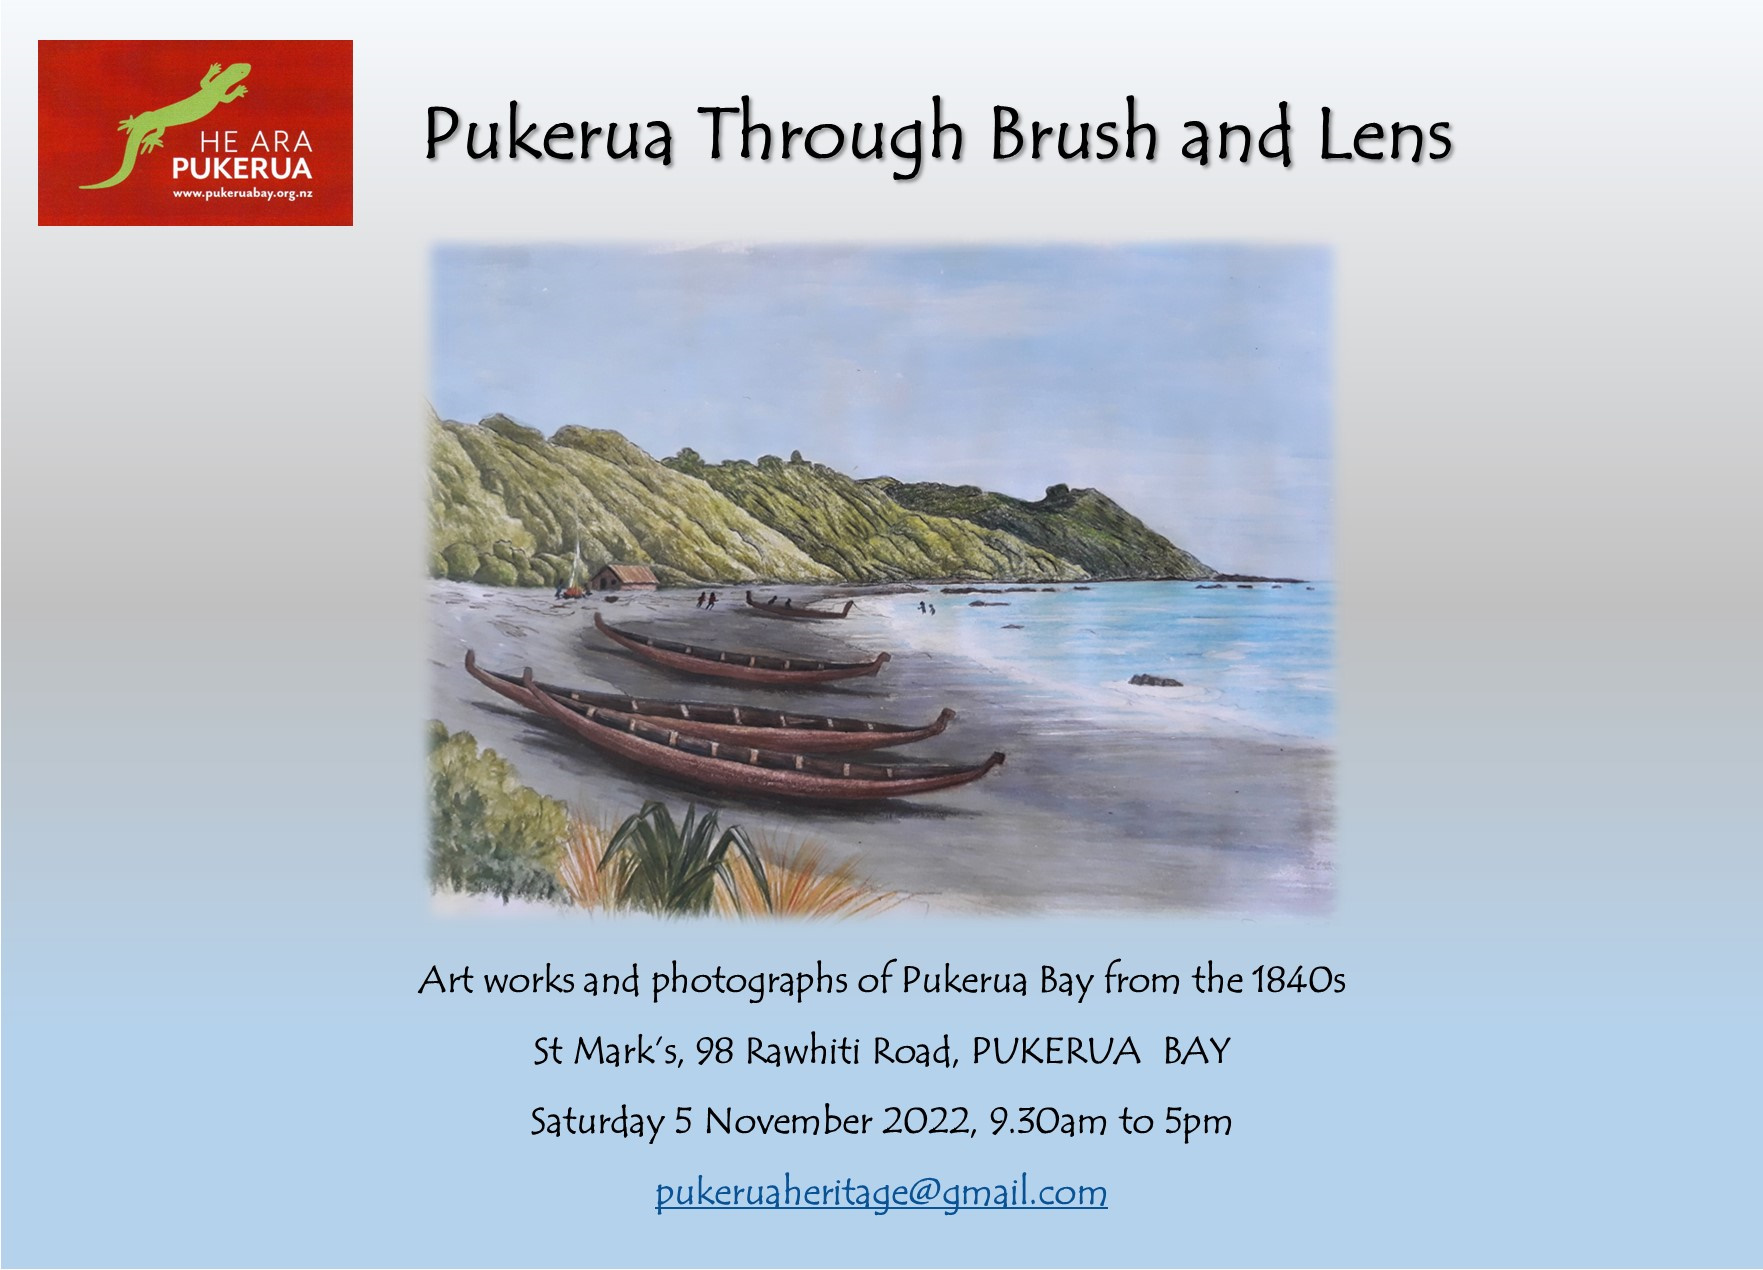 HE ARA
PUKERUA
www.pukeruabay.org.nz
Pukerua Through Brush and Lens
Art works and photographs of Pukerua Bay from the 1840s
St Mark’s, 98 Rawhiti Road, PUKERUA  BAY
Saturday 5 November 2022, 9.30am to 5pm
pukeruaheritage@gmail.com